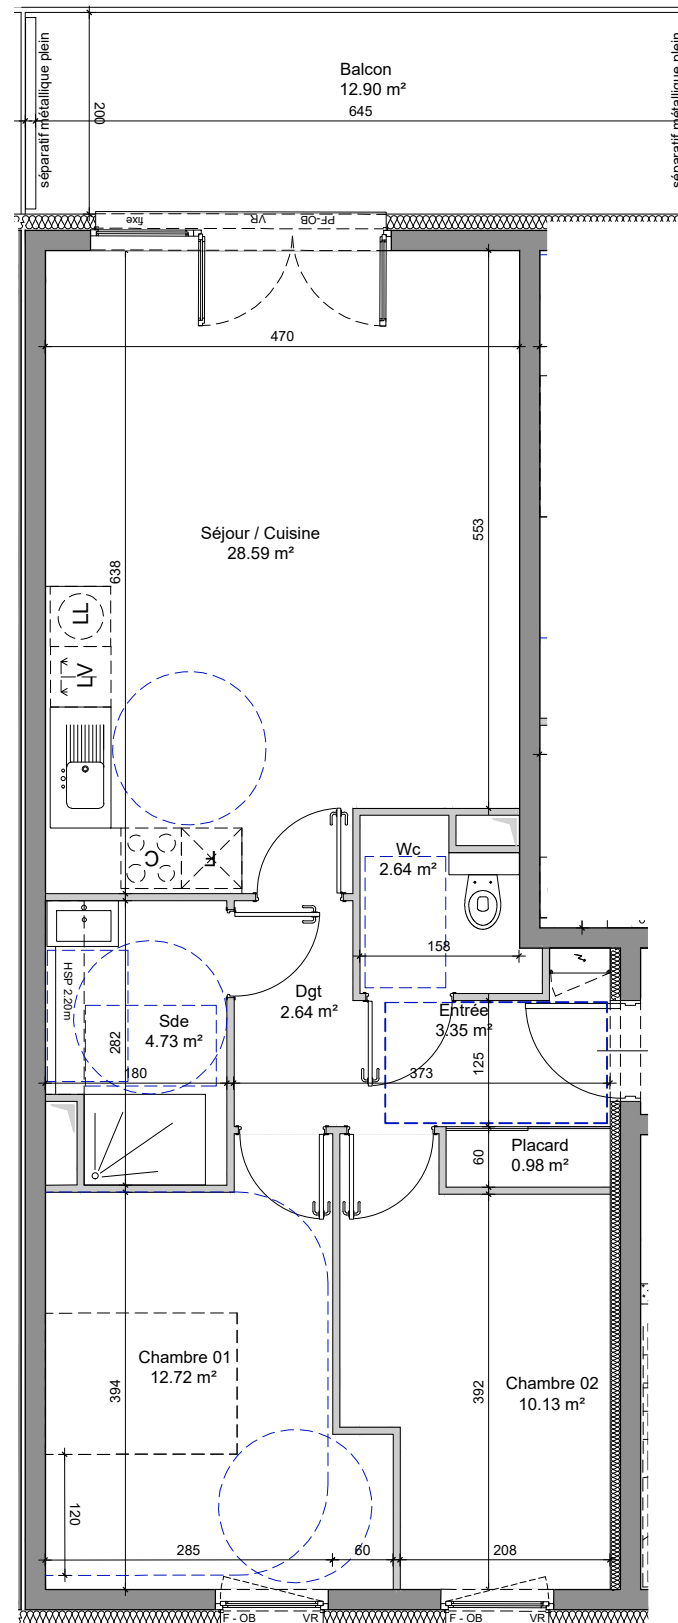 Balcon
12.90 m²
645
200
séparatif métallique plein
séparatif métallique plein
fixe
VR
PF-OB
470
553
638
Séjour / Cuisine
28.59 m²
LL
LV
C
F
Wc
2.64 m²
158
HSP 2.20m
Sde
4.73 m²
282
180
Dgt
2.64 m²
Entrée
3.35 m²
125
373
Placard
0.98 m²
60
Chambre 01
12.72 m²
394
Chambre 02
10.13 m²
392
120
285
60
208
F - OB
VR
F - OB
VR